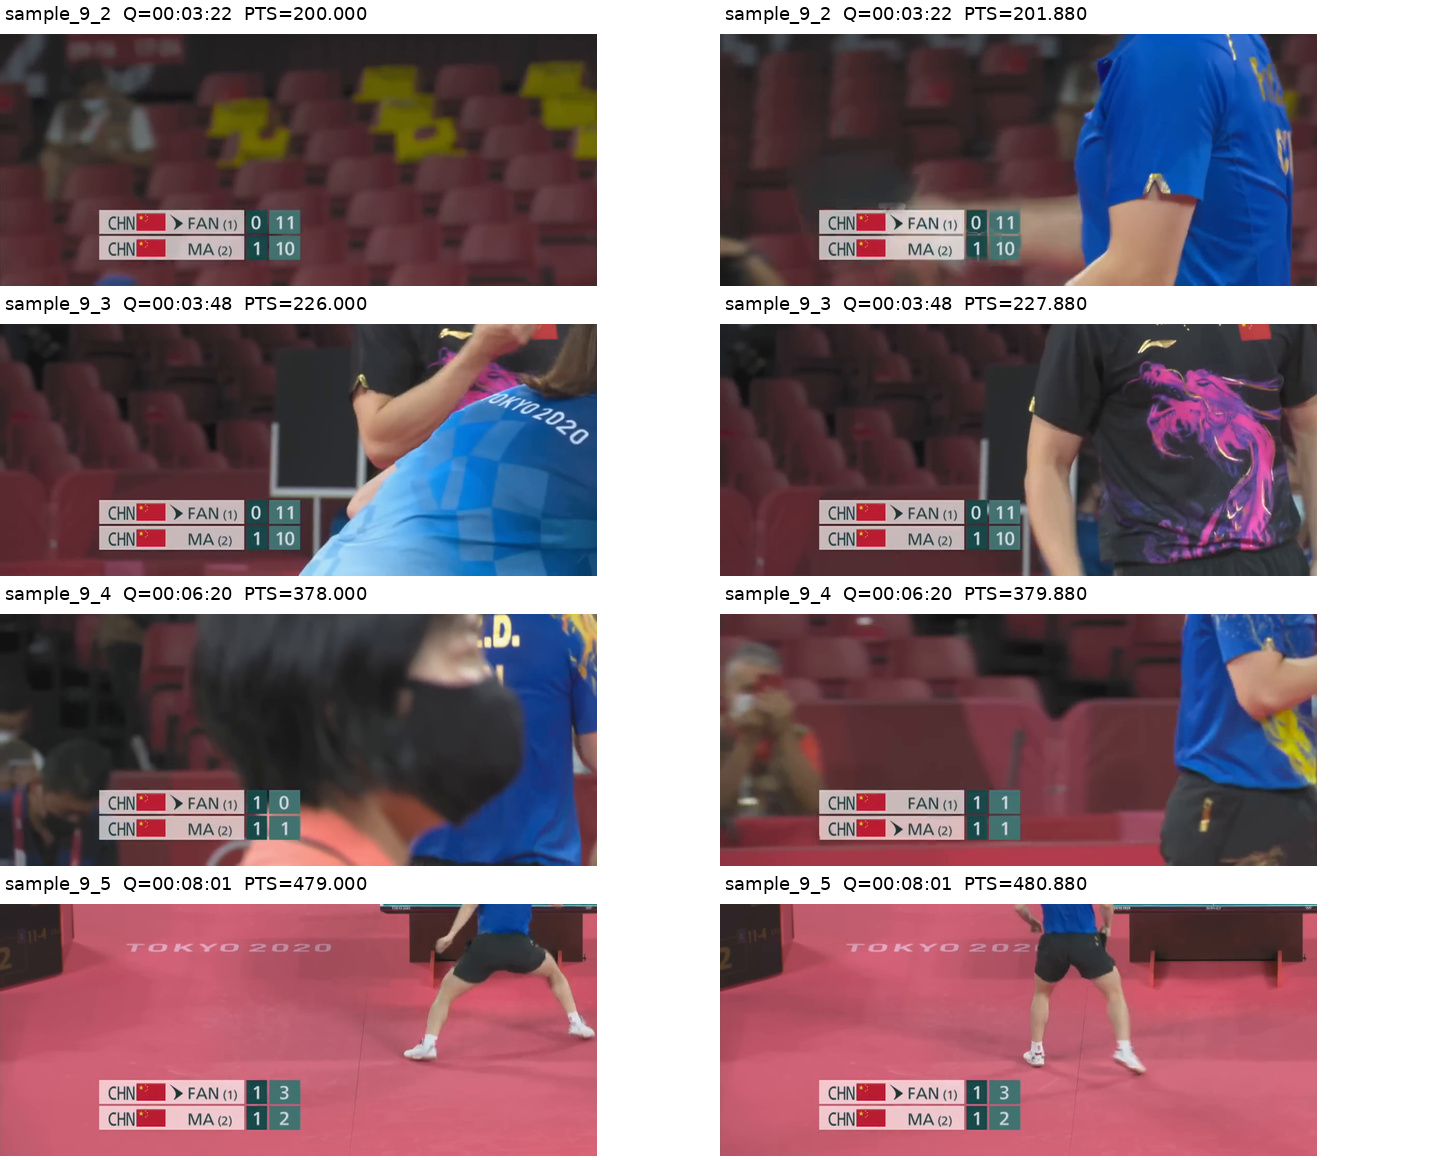 sample_9_2 Q=00:03:22 PTS=200.000
sample_9_2 Q=00:03:22 PTS=201.880
CHN FAN (1) 0 11
CHN MA (2) 1 10
CHN FAN (1) 0 11
CHN MA (2) 1 10
sample_9_3 Q=00:03:48 PTS=226.000
sample_9_3 Q=00:03:48 PTS=227.880
TOKYO 2020
CHN FAN (1) 0 11
CHN MA (2) 1 10
CHN FAN (1) 0 11
CHN MA (2) 1 10
sample_9_4 Q=00:06:20 PTS=378.000
sample_9_4 Q=00:06:20 PTS=379.880
.D.
CHN FAN (1) 1 0
CHN MA (2) 1 1
CHN FAN (1) 1 1
CHN MA (2) 1 1
sample_9_5 Q=00:08:01 PTS=479.000
sample_9_5 Q=00:08:01 PTS=480.880
TOKYO 2020
TOKYO 2020
CHN FAN (1) 1 3
CHN MA (2) 1 2
CHN FAN (1) 1 3
CHN MA (2) 1 2